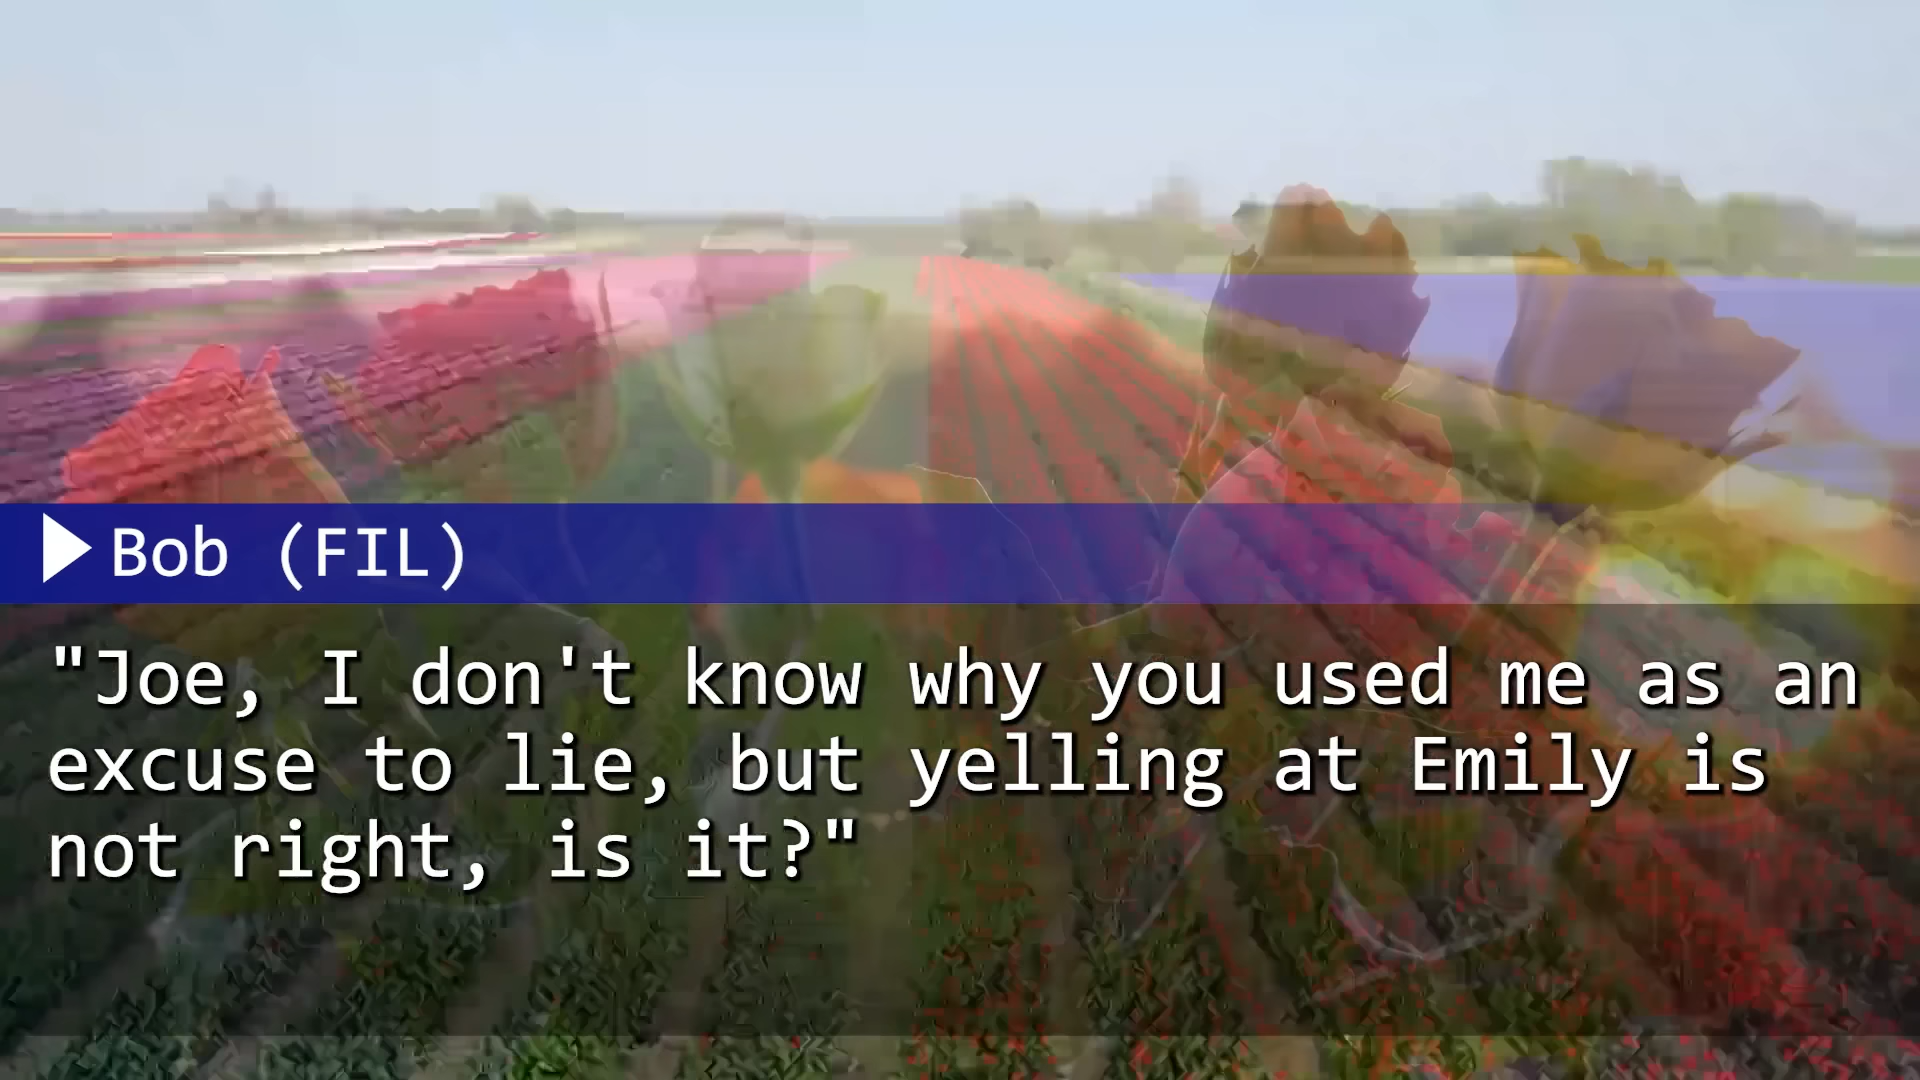 Bob (FIL)
"Joe, I don't know why you used me as an
excuse to lie, but yelling at Emily is
not right, is it?"